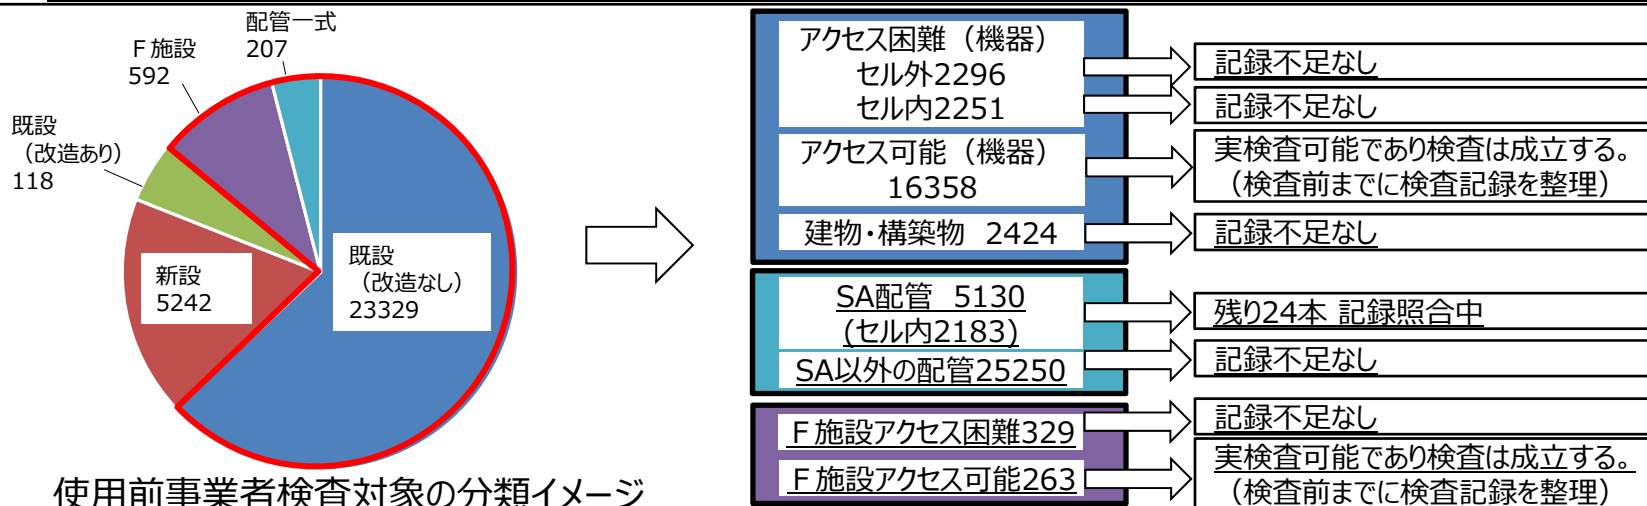 配管一式
207
Ｆ施設
592
既設
（改造あり）
118
新設
5242
既設
（改造なし）
23329
使用前事業者検査対象の分類イメージ
アクセス困難（機器）
セル外2296
セル内2251
アクセス可能（機器）
16358
建物・構築物　2424
SA配管　5130
(セル内2183)
SA以外の配管25250
Ｆ施設アクセス困難329
Ｆ施設アクセス可能263
記録不足なし
記録不足なし
実検査可能であり検査は成立する。
（検査前までに検査記録を整理）
記録不足なし
残り24本 記録照合中
記録不足なし
記録不足なし
実検査可能であり検査は成立する。
（検査前までに検査記録を整理）